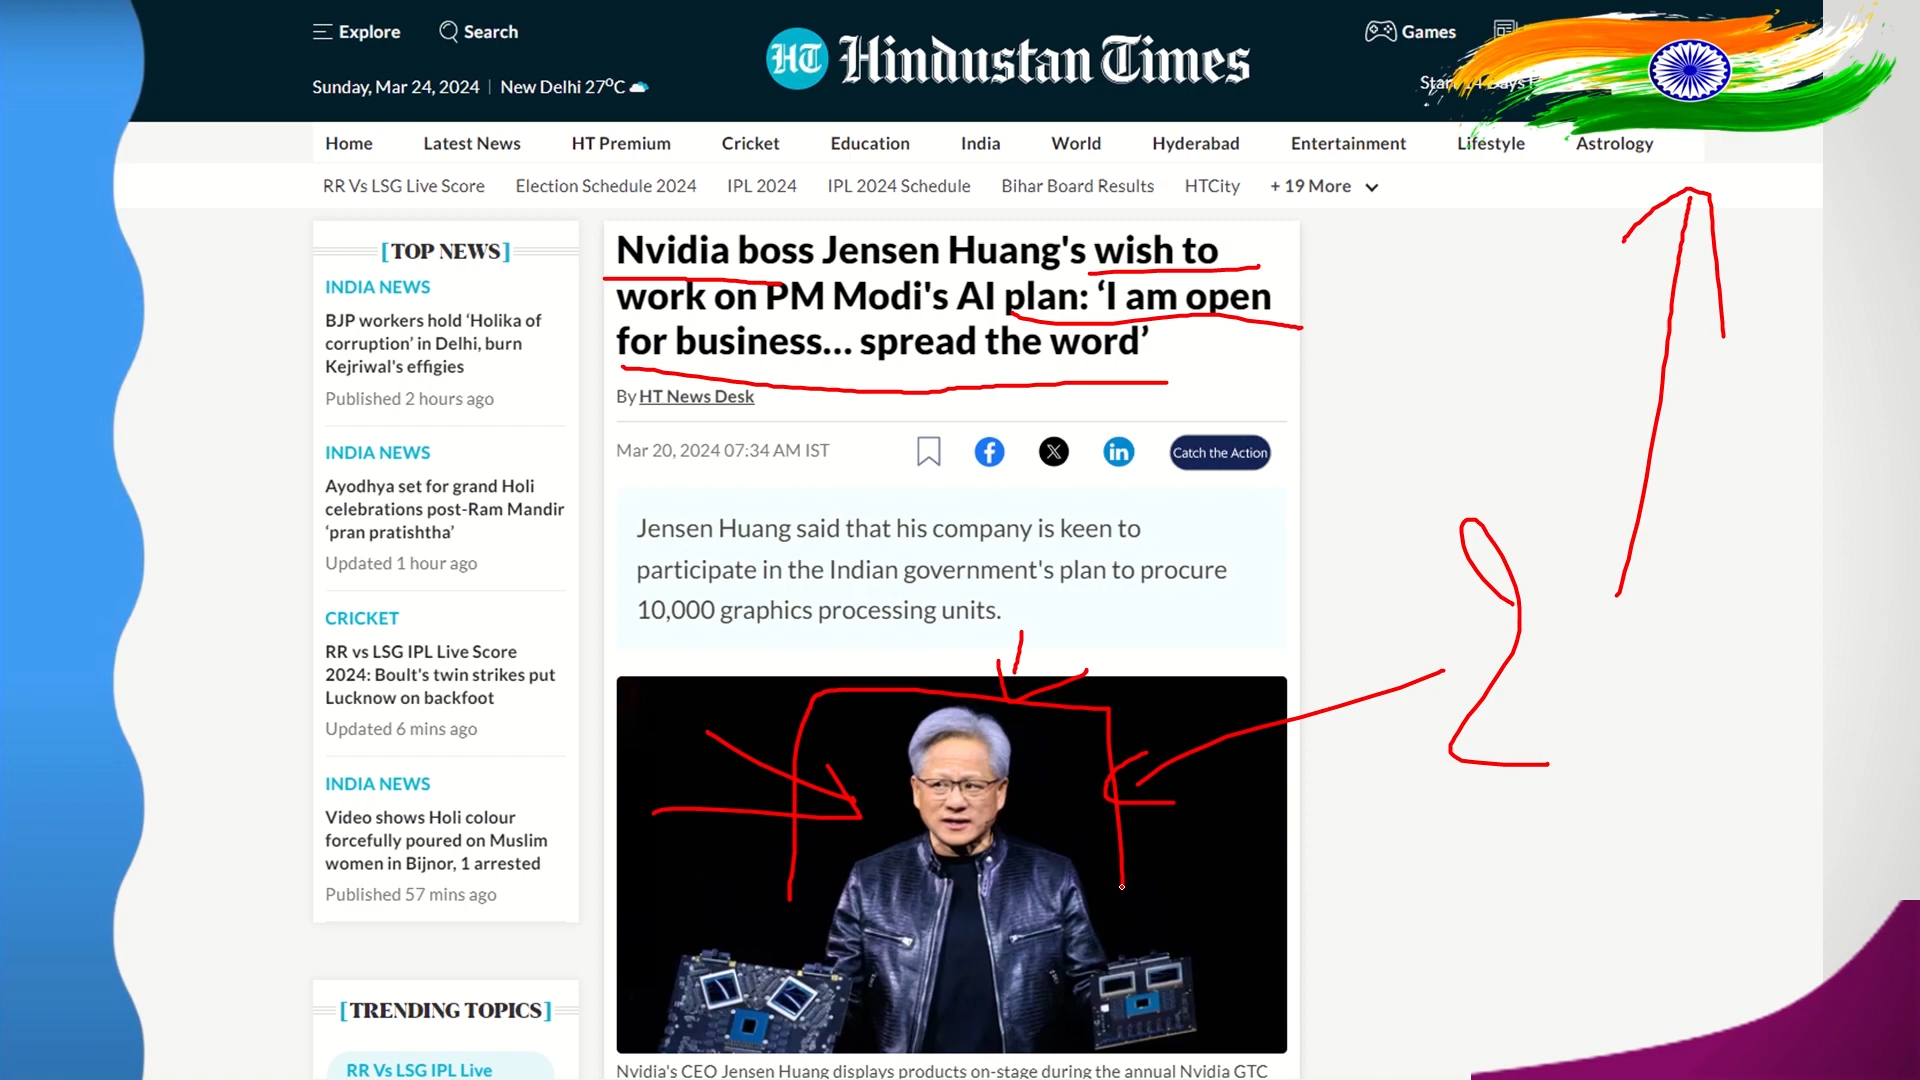 Explore
Search
Sunday, Mar 24, 2024
New Delhi 27°C
HT Hindustan Times
Games
Home
Latest News
HT Premium
Cricket
Education
India
World
Hyderabad
Entertainment
Lifestyle
Astrology
RR Vs LSG Live Score
Election Schedule 2024
IPL 2024
IPL 2024 Schedule
Bihar Board Results
HTCity
+ 19 More
[TOP NEWS]
INDIA NEWS
BJP workers hold ‘Holika of
corruption’ in Delhi, burn
Kejriwal's effigies
Published 2 hours ago
INDIA NEWS
Ayodhya set for grand Holi
celebrations post-Ram Mandir
‘pran pratishtha’
Updated 1 hour ago
CRICKET
RR vs LSG IPL Live Score
2024: Boult's twin strikes put
Lucknow on backfoot
Updated 6 mins ago
INDIA NEWS
Video shows Holi colour
forcefully poured on Muslim
women in Bijnor, 1 arrested
Published 57 mins ago
[TRENDING TOPICS]
RR Vs LSG IPL Live
Nvidia boss Jensen Huang's wish to
work on PM Modi's AI plan: ‘I am open
for business... spread the word’
By HT News Desk
Mar 20, 2024 07:34 AM IST
Catch the Action
Jensen Huang said that his company is keen to
participate in the Indian government's plan to procure
10,000 graphics processing units.
Nvidia's CEO Jensen Huang displays products on-stage during the annual Nvidia GTC
2